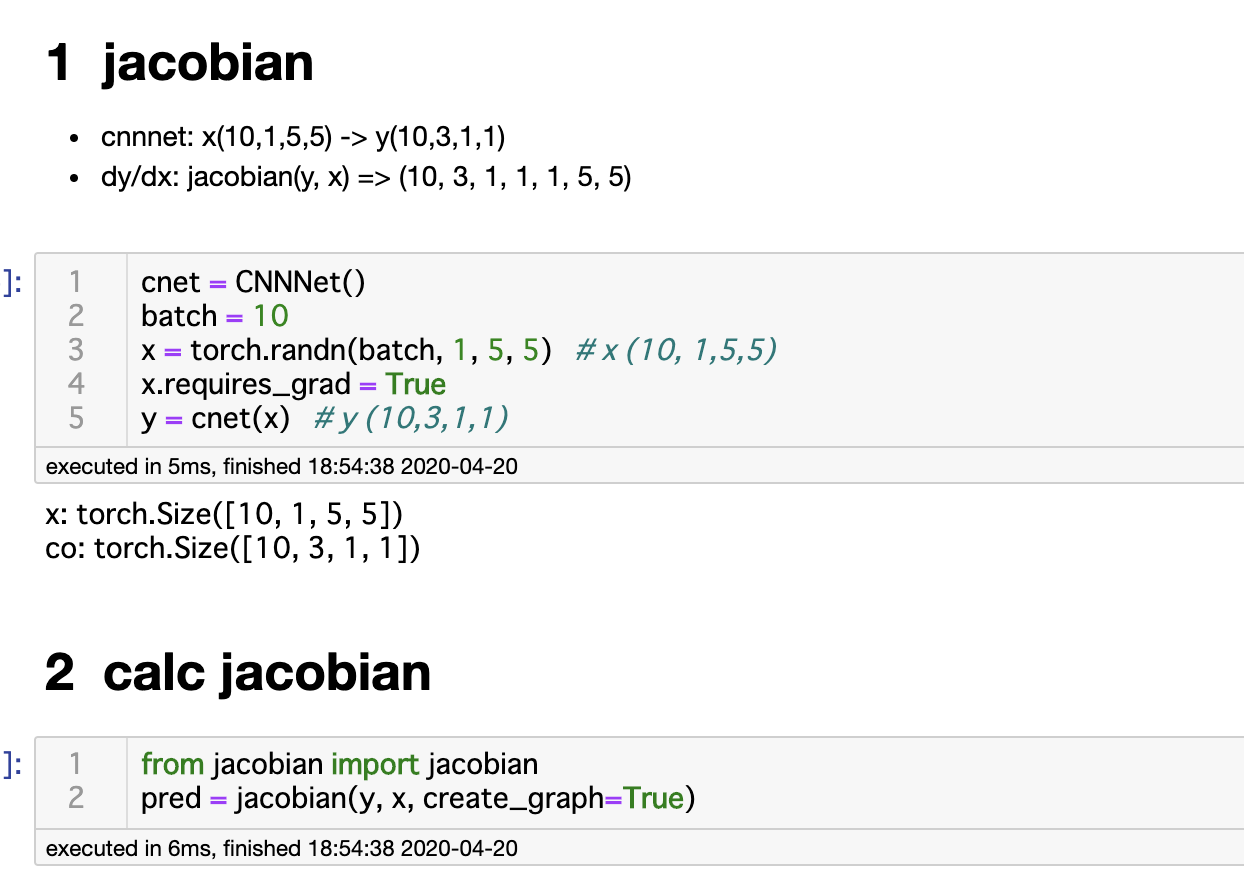 1 jacobian
• cnnnet: x(10,1,5,5) -> y(10,3,1,1)
• dy/dx: jacobian(y, x) => (10, 3, 1, 1, 1, 5, 5)
]:
1 cnet = CNNNet()
2 batch = 10
3 x = torch.randn(batch, 1, 5, 5)  # x (10, 1,5,5)
4 x.requires_grad = True
5 y = cnet(x)  # y (10,3,1,1)
executed in 5ms, finished 18:54:38 2020-04-20
x: torch.Size([10, 1, 5, 5])
co: torch.Size([10, 3, 1, 1])
2 calc jacobian
]:
1 from jacobian import jacobian
2 pred = jacobian(y, x, create_graph=True)
executed in 6ms, finished 18:54:38 2020-04-20